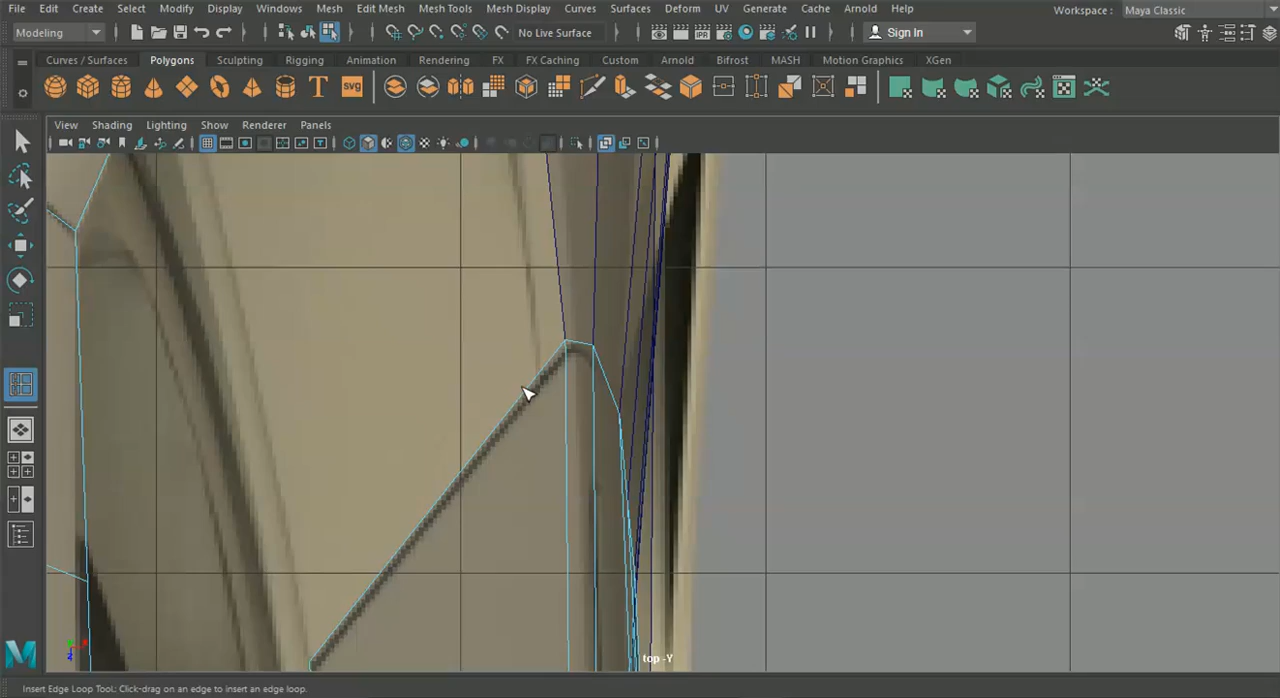 File Edit Create Select Modify Display Windows Mesh Edit Mesh Mesh Tools Mesh Display Curves Surfaces Deform UV Generate Cache Arnold Help Workspace : Maya Classic
Modeling No Live Surface Sign In
Curves / Surfaces Polygons Sculpting Rigging Animation Rendering FX FX Caching Custom Arnold Bifrost MASH Motion Graphics XGen
T svg
IPR
View Shading Lighting Show Renderer Panels
top -Y
Insert Edge Loop Tool: Click-drag on an edge to insert an edge loop.